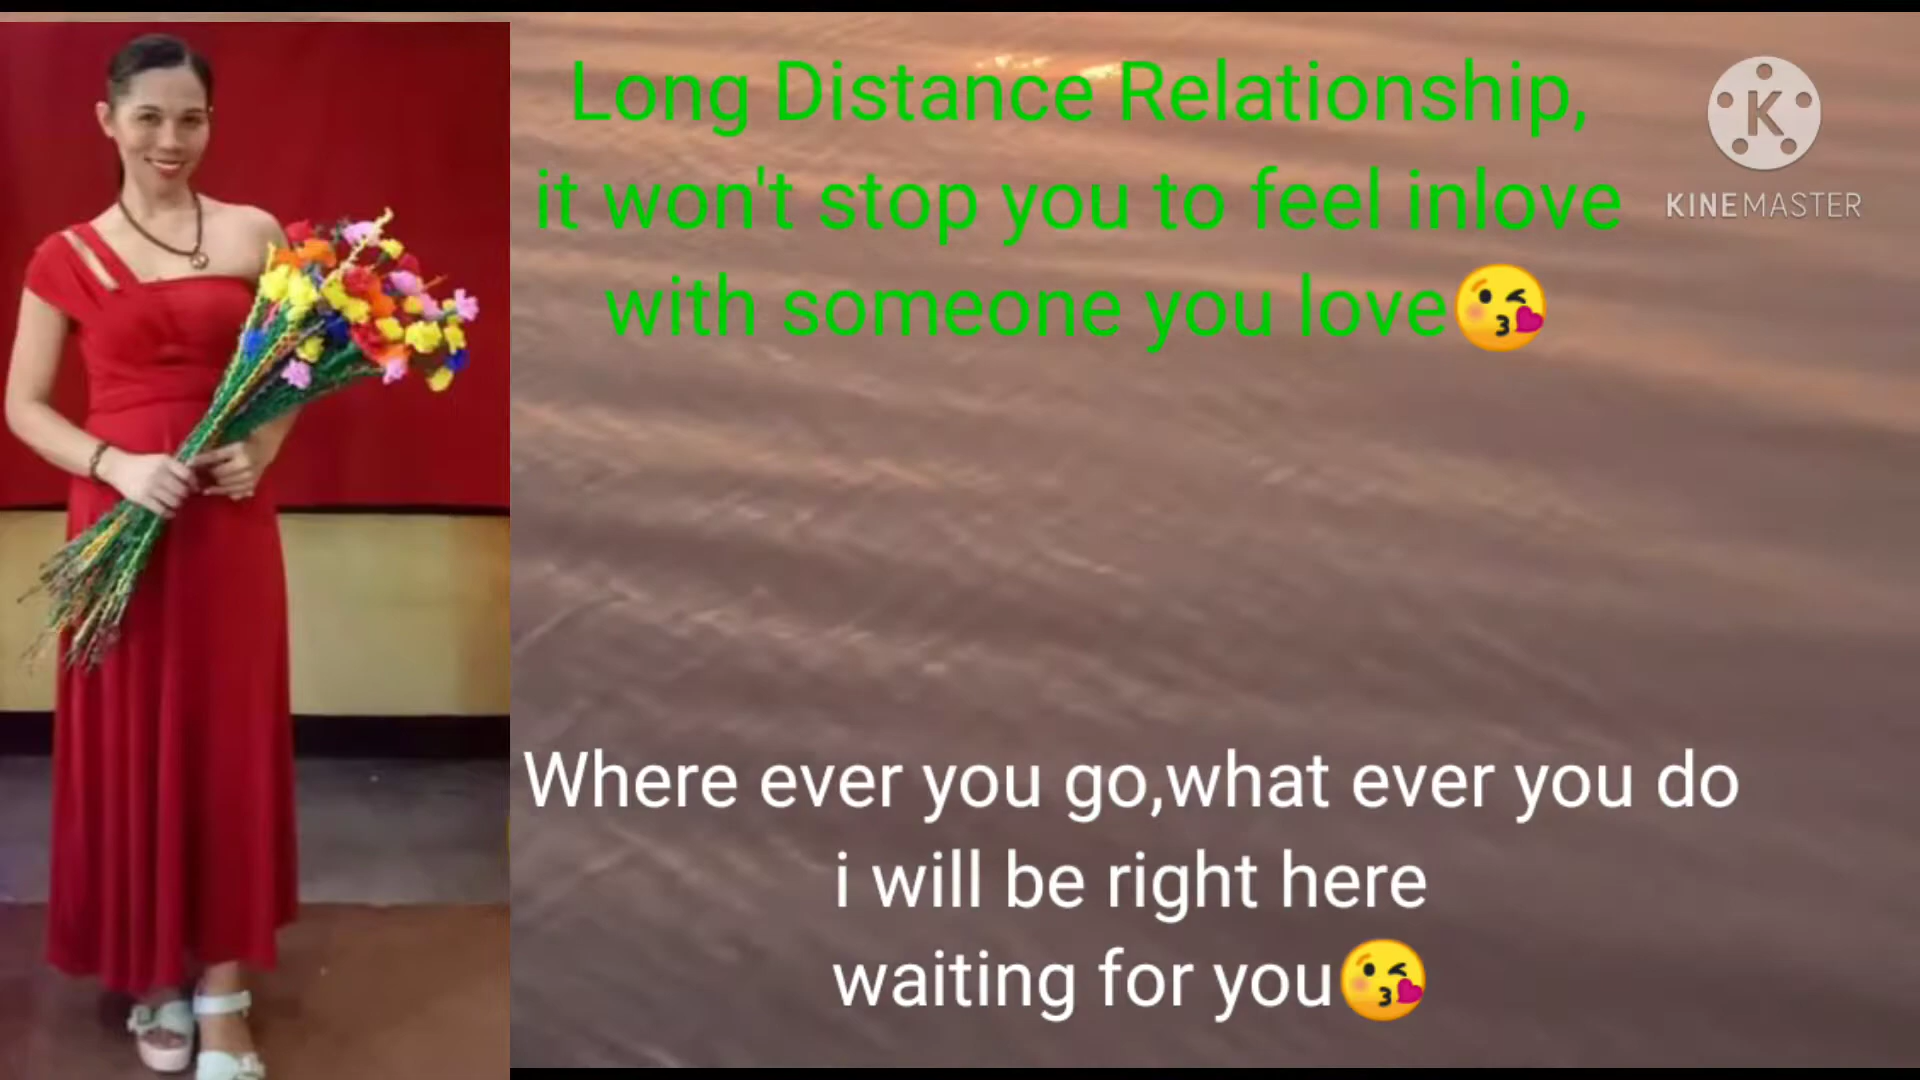 Long Distance Relationship,
it won't stop you to feel inlove
with someone you love😘
K
KINEMASTER
Where ever you go,what ever you do
i will be right here
waiting for you😘